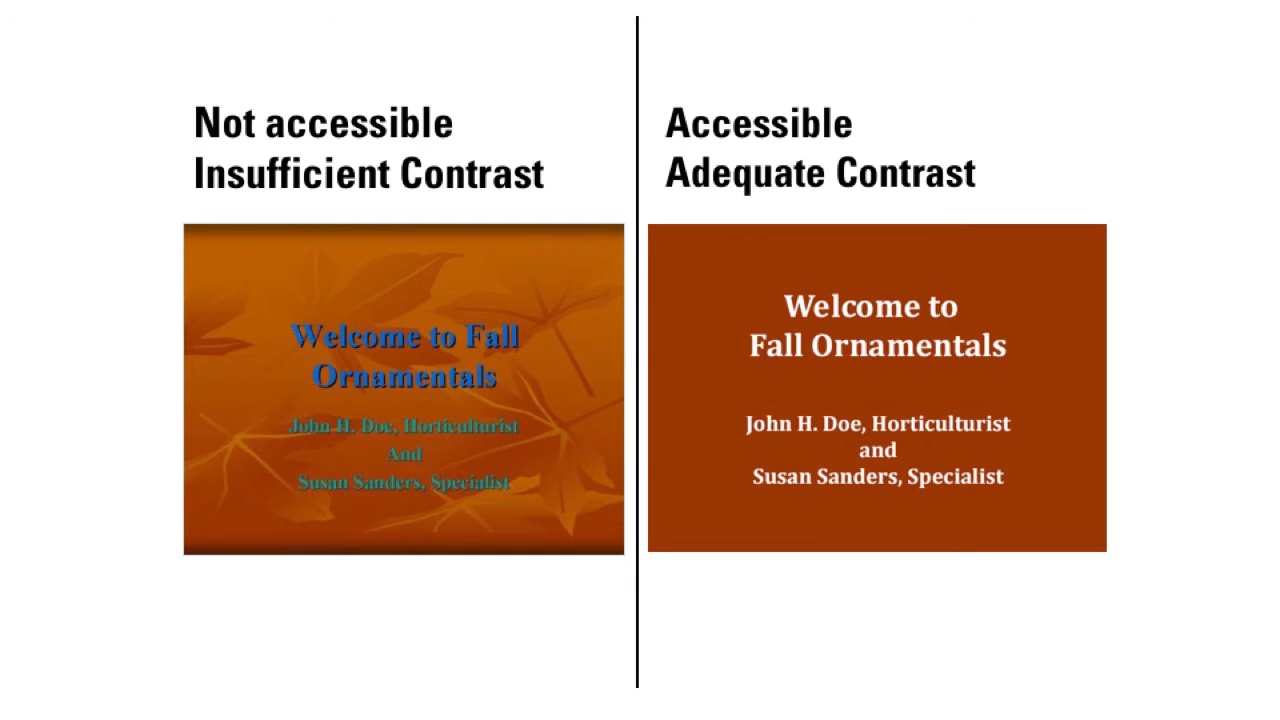 Not accessible
Insufficient Contrast
Welcome to Fall
Ornamentals
John H. Doe, Horticulturist
And
Susan Sanders, Specialist
Accessible
Adequate Contrast
Welcome to
Fall Ornamentals
John H. Doe, Horticulturist
and
Susan Sanders, Specialist